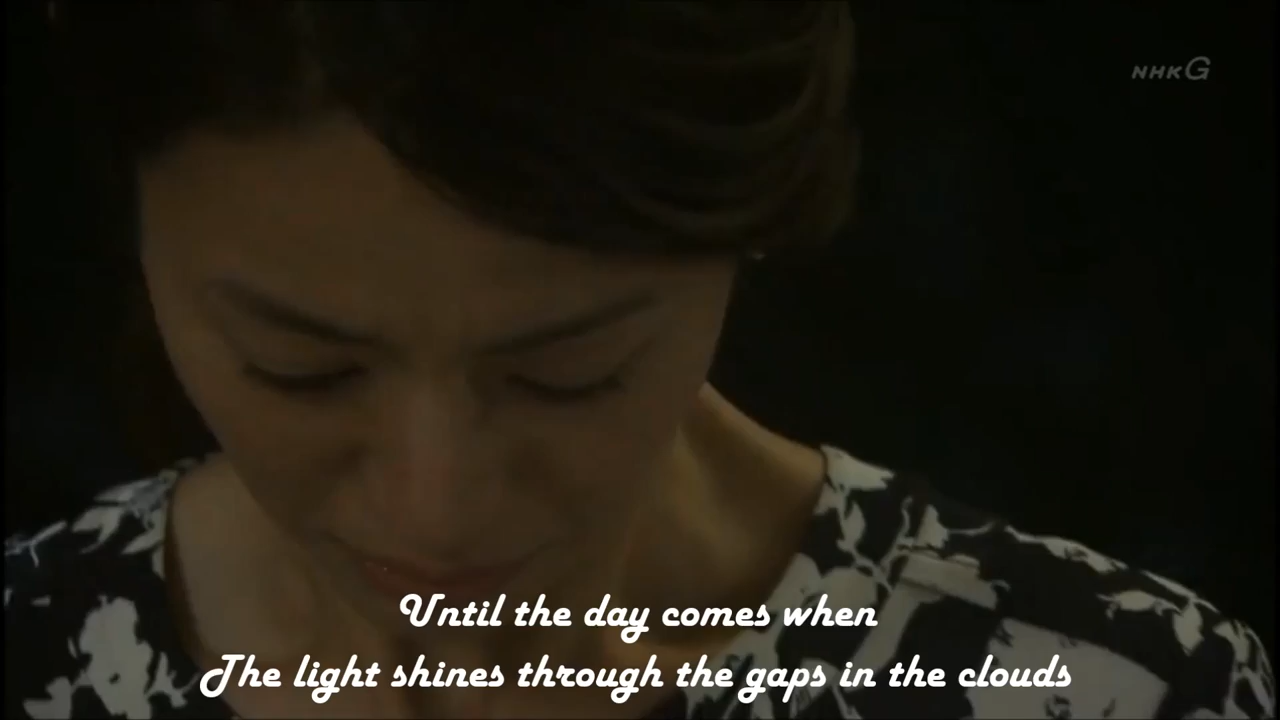 NHKG
Until the day comes when
The light shines through the gaps in the clouds